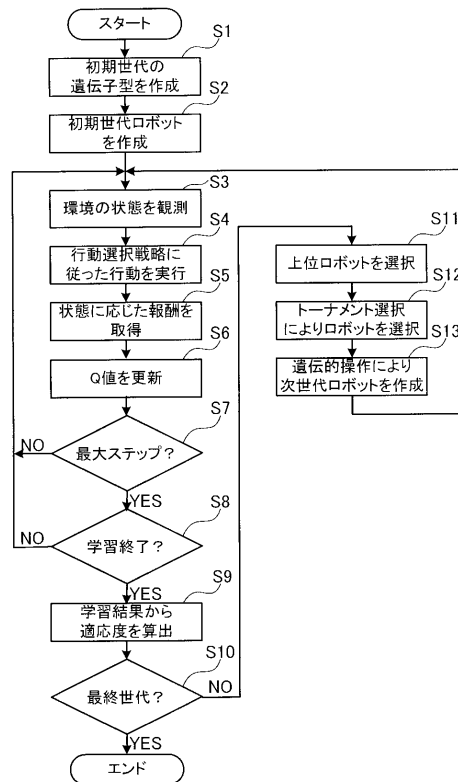 スタート
S1
初期世代の
遺伝子型を作成
S2
初期世代ロボット
を作成
S3
環境の状態を観測
S4
行動選択戦略に
従った行動を実行
S5
状態に応じた報酬を
取得
S6
Q値を更新
S7
最大ステップ?
NO
YES
S8
学習終了?
NO
YES
S9
学習結果から
適応度を算出
S10
最終世代?
NO
YES
エンド
S11
上位ロボットを選択
S12
トーナメント選択
によりロボットを選択
S13
遺伝的操作により
次世代ロボットを作成